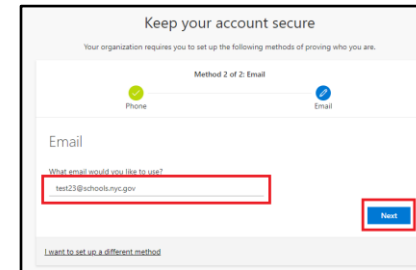 Keep your account secure
Your organization requires you to set up the following methods of proving who you are.
Method 2 of 2: Email
Phone
Email
Email
What email would you like to use?
test23@schools.nyc.gov
Next
I want to set up a different method